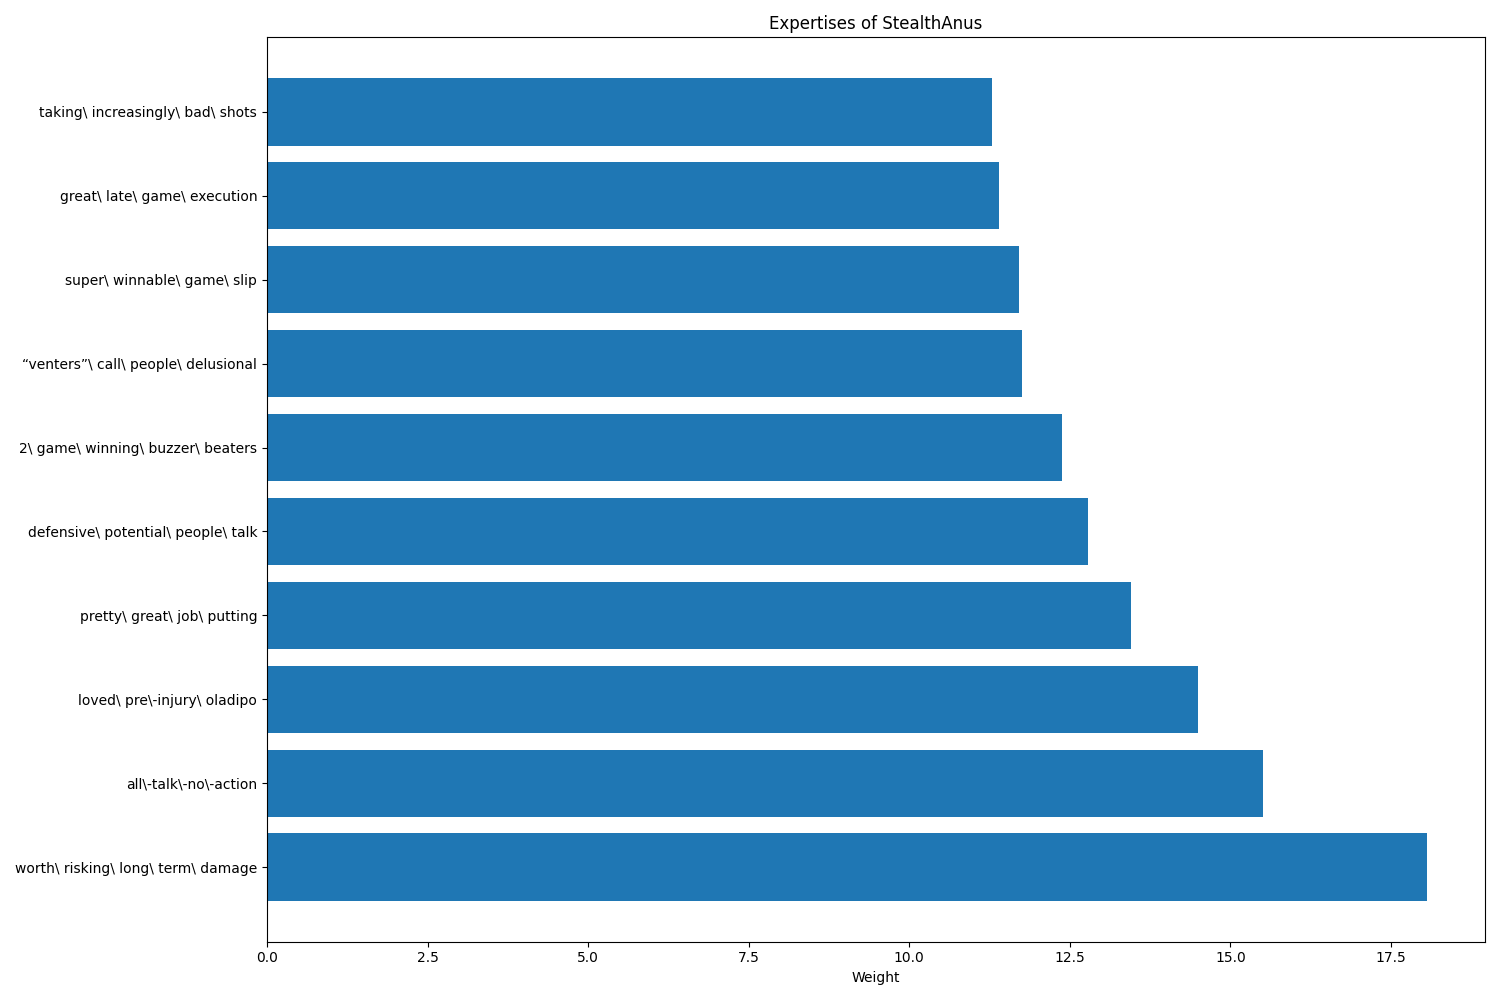 Expertises of StealthAnus
taking\ increasingly\ bad\ shots
great\ late\ game\ execution
super\ winnable\ game\ slip
“venters”\ call\ people\ delusional
2\ game\ winning\ buzzer\ beaters
defensive\ potential\ people\ talk
pretty\ great\ job\ putting
loved\ pre\-injury\ oladipo
all\-talk\-no\-action
worth\ risking\ long\ term\ damage
0.0 2.5 5.0 7.5 10.0 12.5 15.0 17.5
Weight